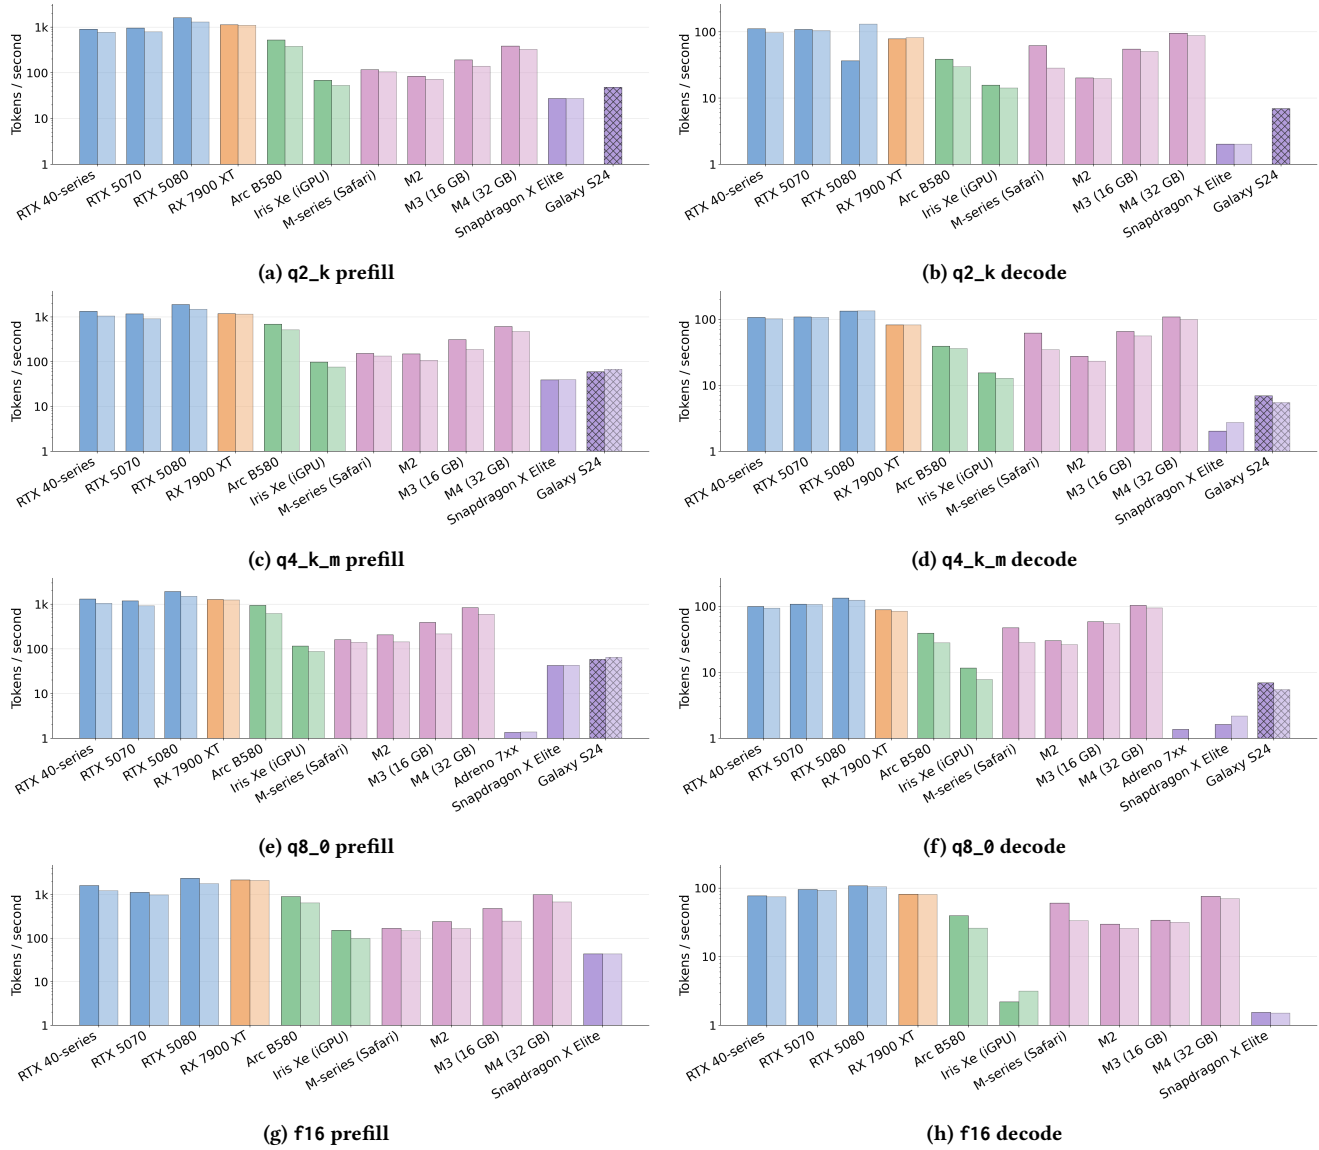 Tokens / second
1k
100
10
1
RTX 40-series
RTX 5070
RTX 5080
RX 7900 XT
Arc B580
Iris Xe (iGPU)
M-series (Safari)
M2
M3 (16 GB)
M4 (32 GB)
Snapdragon X Elite
Galaxy S24
(a) q2_k prefill
Tokens / second
100
10
1
RTX 40-series
RTX 5070
RTX 5080
RX 7900 XT
Arc B580
Iris Xe (iGPU)
M-series (Safari)
M2
M3 (16 GB)
M4 (32 GB)
Snapdragon X Elite
Galaxy S24
(b) q2_k decode
Tokens / second
1k
100
10
1
RTX 40-series
RTX 5070
RTX 5080
RX 7900 XT
Arc B580
Iris Xe (iGPU)
M-series (Safari)
M2
M3 (16 GB)
M4 (32 GB)
Snapdragon X Elite
Galaxy S24
(c) q4_k_m prefill
Tokens / second
100
10
1
RTX 40-series
RTX 5070
RTX 5080
RX 7900 XT
Arc B580
Iris Xe (iGPU)
M-series (Safari)
M2
M3 (16 GB)
M4 (32 GB)
Snapdragon X Elite
Galaxy S24
(d) q4_k_m decode
Tokens / second
1k
100
10
1
RTX 40-series
RTX 5070
RTX 5080
RX 7900 XT
Arc B580
Iris Xe (iGPU)
M-series (Safari)
M2
M3 (16 GB)
M4 (32 GB)
Adreno 7xx
Snapdragon X Elite
Galaxy S24
(e) q8_0 prefill
Tokens / second
100
10
1
RTX 40-series
RTX 5070
RTX 5080
RX 7900 XT
Arc B580
Iris Xe (iGPU)
M-series (Safari)
M2
M3 (16 GB)
M4 (32 GB)
Adreno 7xx
Snapdragon X Elite
Galaxy S24
(f) q8_0 decode
Tokens / second
1k
100
10
1
RTX 40-series
RTX 5070
RTX 5080
RX 7900 XT
Arc B580
Iris Xe (iGPU)
M-series (Safari)
M2
M3 (16 GB)
M4 (32 GB)
Snapdragon X Elite
(g) f16 prefill
Tokens / second
100
10
1
RTX 40-series
RTX 5070
RTX 5080
RX 7900 XT
Arc B580
Iris Xe (iGPU)
M-series (Safari)
M2
M3 (16 GB)
M4 (32 GB)
Snapdragon X Elite
(h) f16 decode